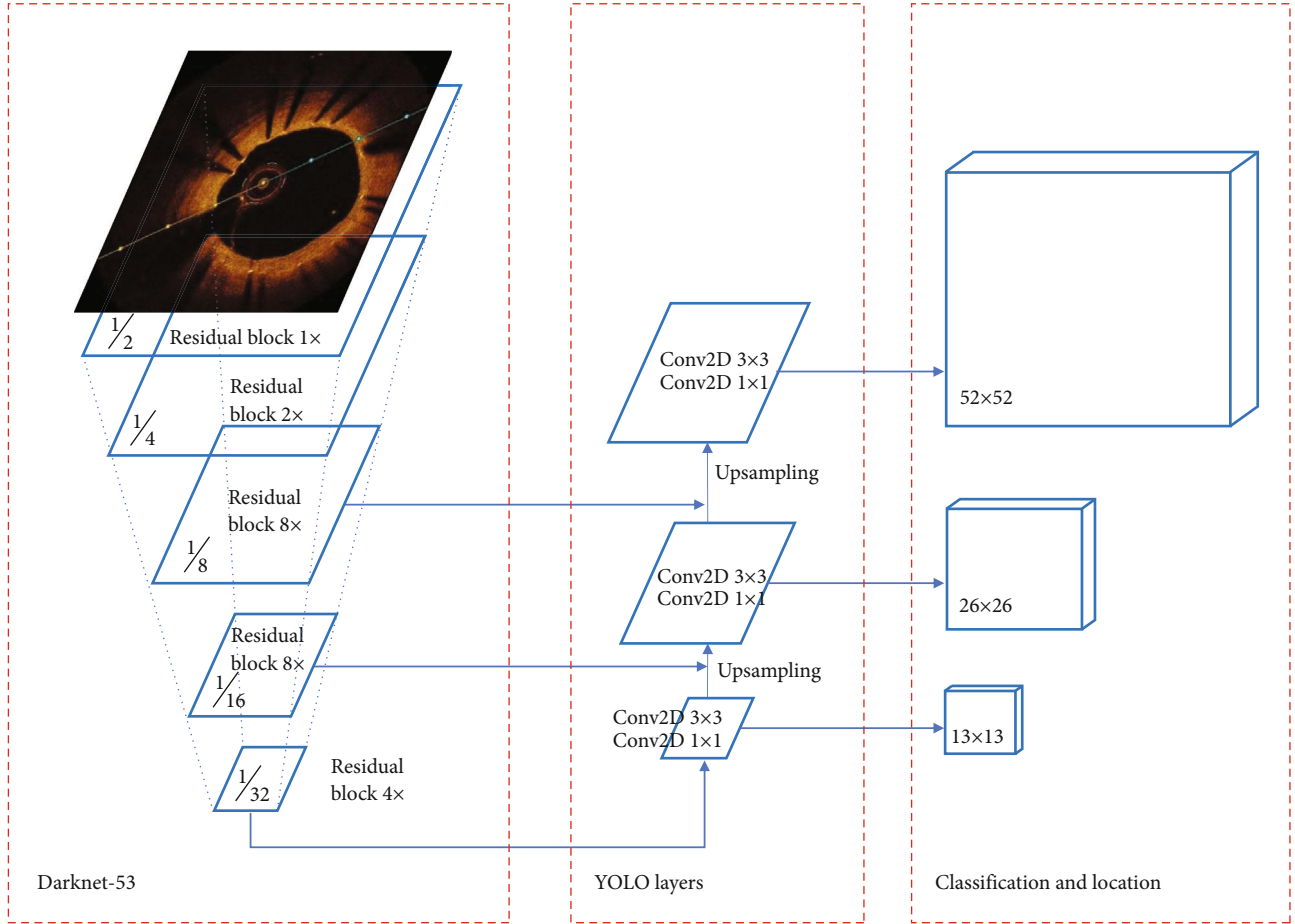 1/2
Residual block 1×
Residual
block 2×
1/4
Residual
block 8×
1/8
Residual
block 8×
1/16
1/32
Residual
block 4×
Darknet-53
Conv2D 3×3
Conv2D 1×1
Upsampling
Conv2D 3×3
Conv2D 1×1
Upsampling
Conv2D 3×3
Conv2D 1×1
YOLO layers
52×52
26×26
13×13
Classification and location